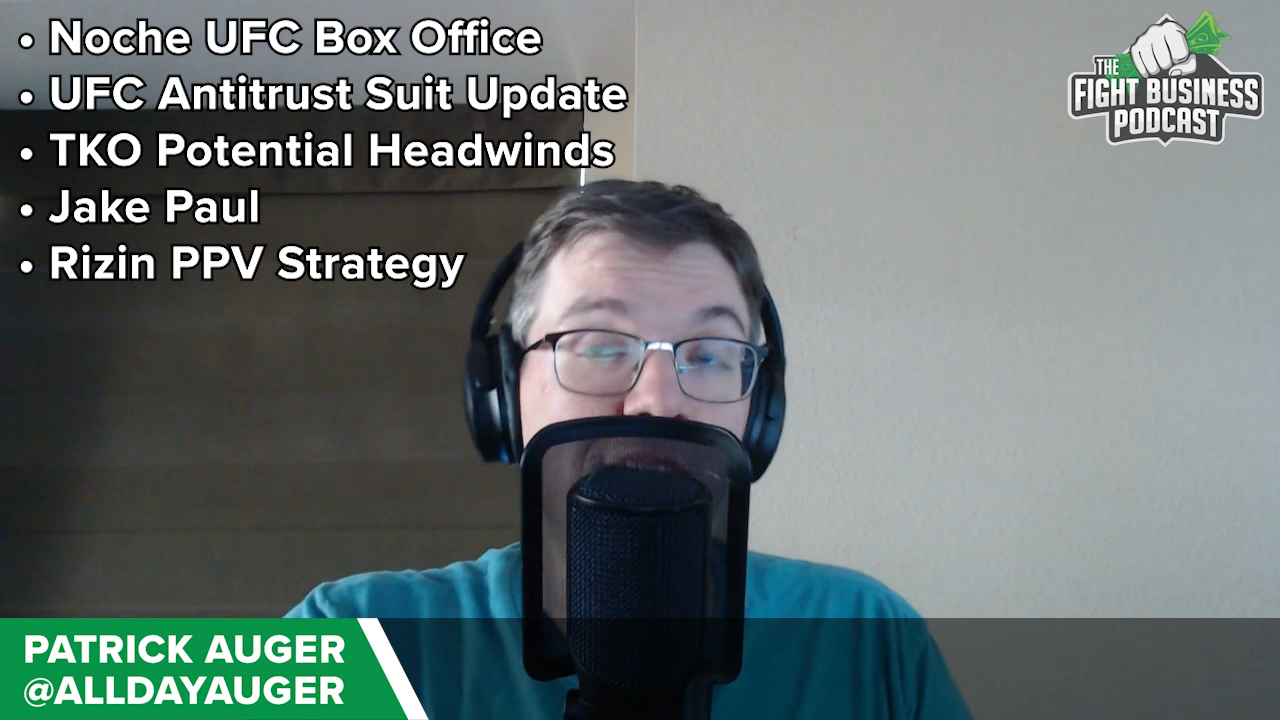 • Noche UFC Box Office
• UFC Antitrust Suit Update
• TKO Potential Headwinds
• Jake Paul
• Rizin PPV Strategy
THE
FIGHT BUSINESS
PODCAST
PATRICK AUGER
@ALLDAYAUGER